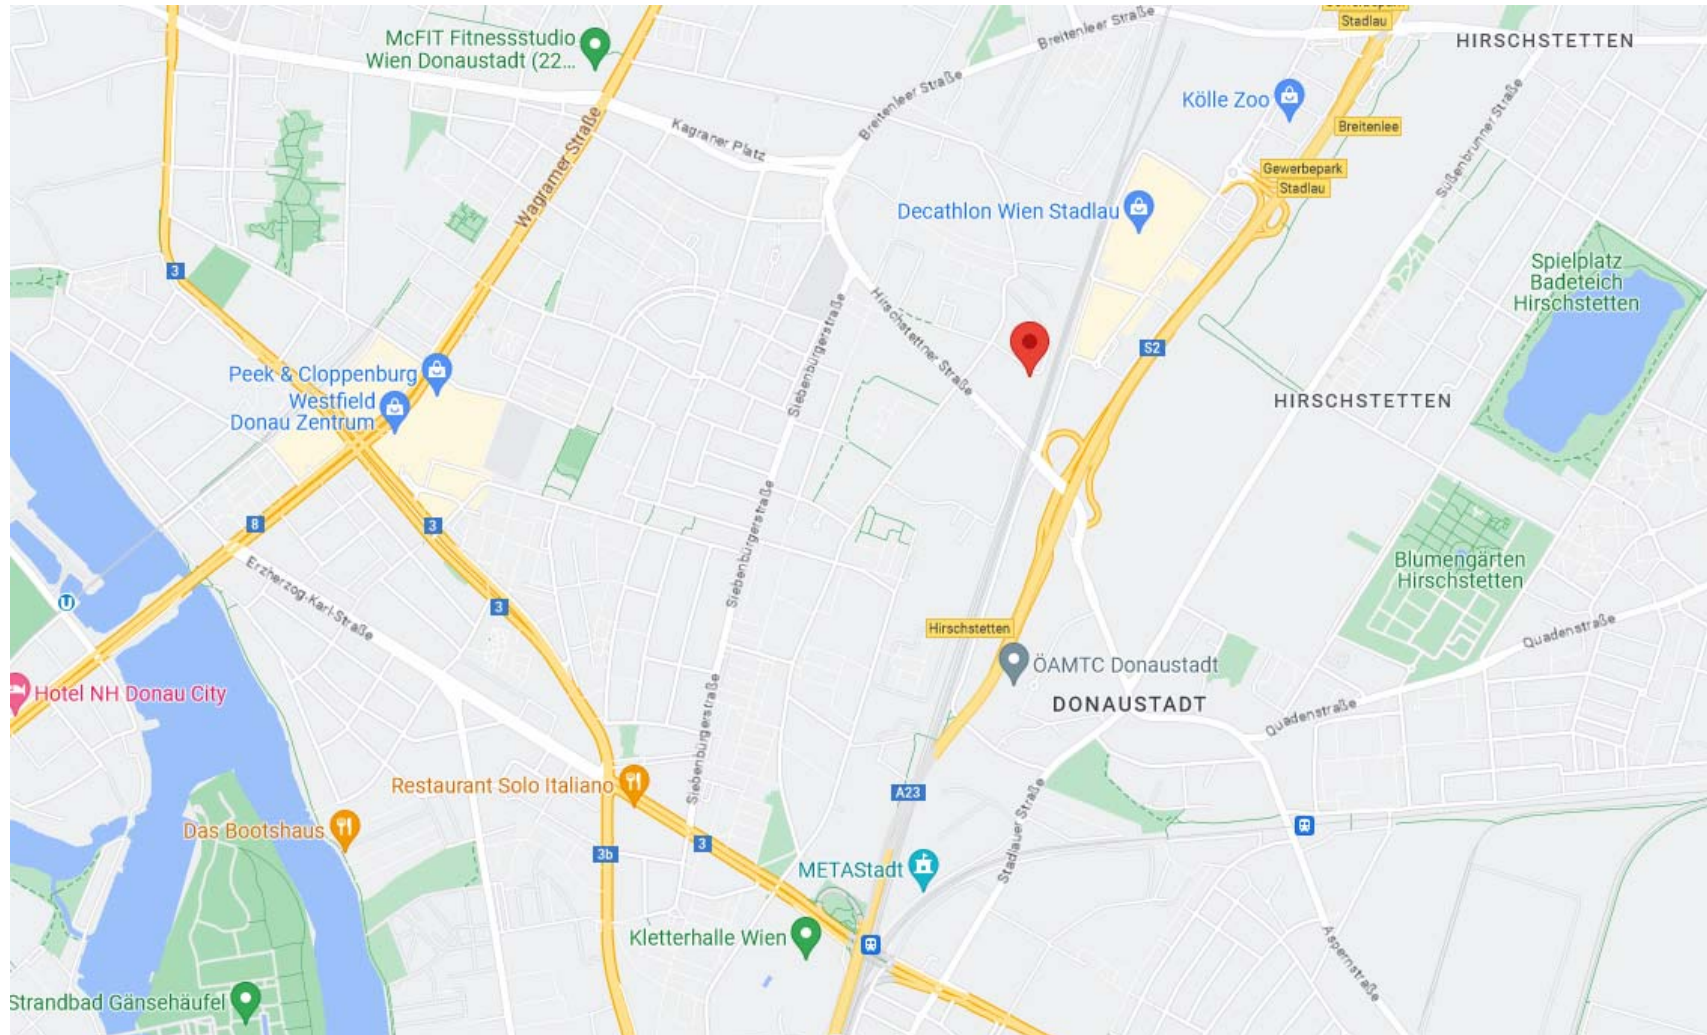 Gewerbepark
Stadlau
HIRSCHSTETTEN
Breitenleer Straße
McFIT Fitnessstudio
Wien Donaustadt (22...
Kölle Zoo
Breitenleer Straße
Wagramer Straße
Kagraner Platz
Breitenlee
Süßenbrunner Straße
Gewerbepark
Stadlau
Decathlon Wien Stadlau
3
Spielplatz
Badeteich
Hirschstetten
Siebenbürgerstraße
Hirschstettner Straße
S2
Peek & Cloppenburg
Westfield
Donau Zentrum
HIRSCHSTETTEN
8
3
Siebenbürgerstraße
Erzherzog-Karl-Straße
Blumengärten
Hirschstetten
U
3
Hirschstetten
Quadenstraße
ÖAMTC Donaustadt
Hotel NH Donau City
DONAUSTADT
Siebenbürgerstraße
Quadenstraße
Restaurant Solo Italiano
A23
Das Bootshaus
Stadlauer Straße
3b
3
METAStadt
Kletterhalle Wien
Aspernstraße
Strandbad Gänsehäufel